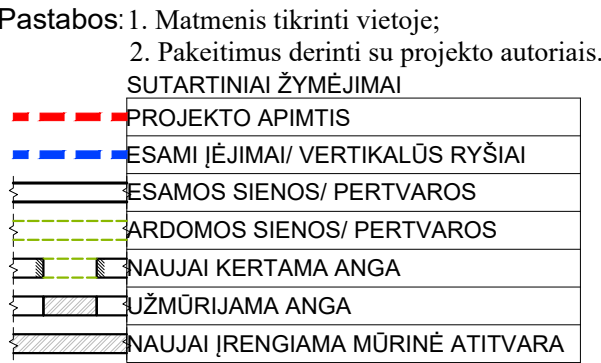 Pastabos: 1. Matmenis tikrinti vietoje;
2. Pakeitimus derinti su projekto autoriais.
SUTARTINIAI ŽYMĖJIMAI
PROJEKTO APIMTIS
ESAMI ĮĖJIMAI/ VERTIKALŪS RYŠIAI
ESAMOS SIENOS/ PERTVAROS
ARDOMOS SIENOS/ PERTVAROS
NAUJAI KERTAMA ANGA
UŽMŪRIJAMA ANGA
NAUJAI ĮRENGIAMA MŪRINĖ ATITVARA